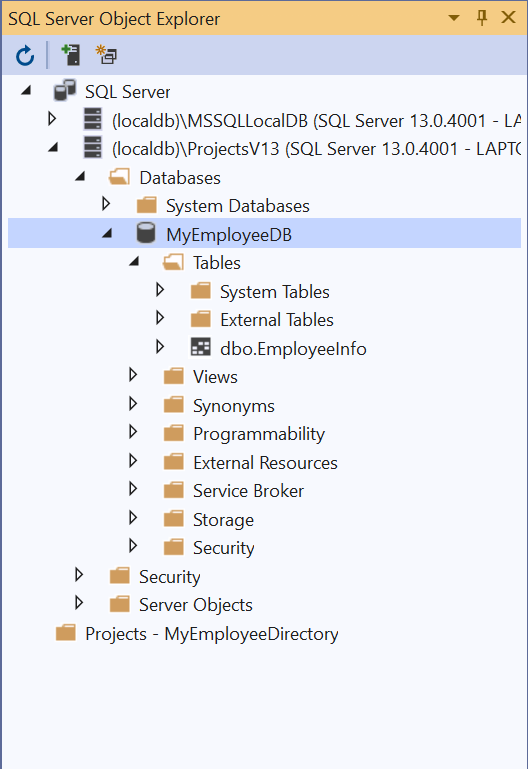 SQL Server Object Explorer
SQL Server
(localdb)\MSSQLLocalDB (SQL Server 13.0.4001 - LA
(localdb)\ProjectsV13 (SQL Server 13.0.4001 - LAPTO
Databases
System Databases
MyEmployeeDB
Tables
System Tables
External Tables
dbo.EmployeeInfo
Views
Synonyms
Programmability
External Resources
Service Broker
Storage
Security
Security
Server Objects
Projects - MyEmployeeDirectory